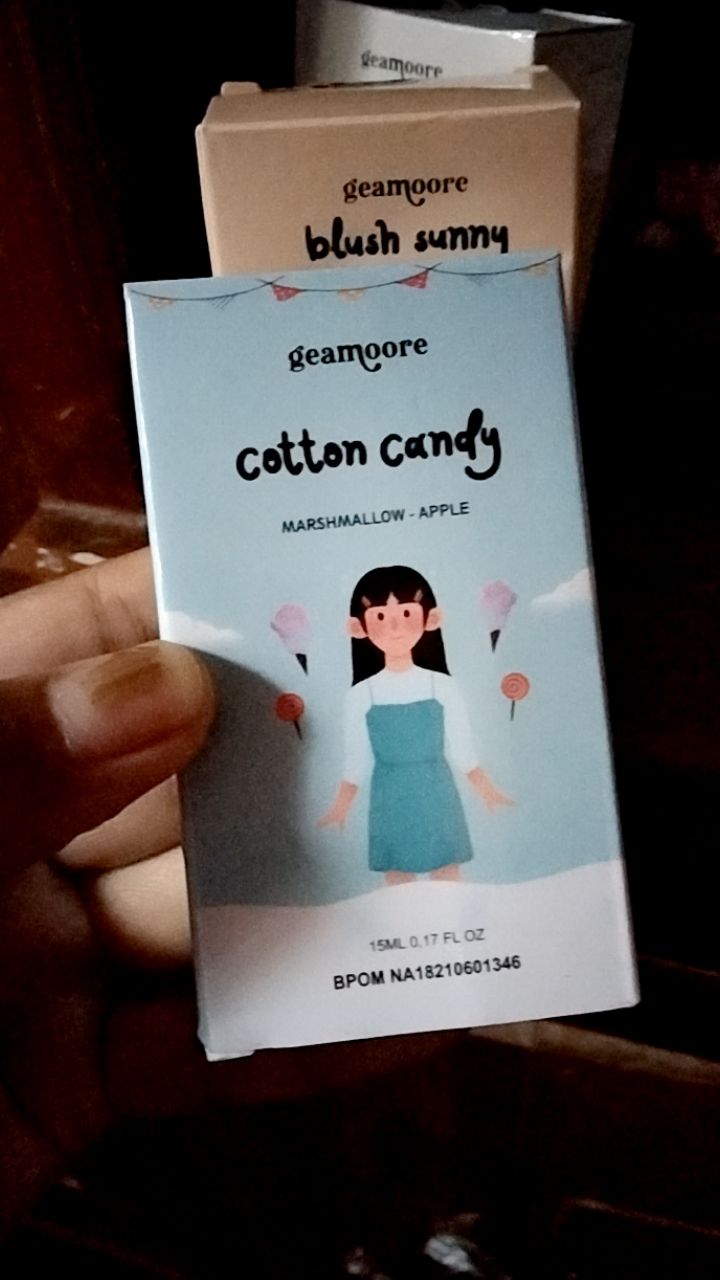 geamoore
geamoore
blush sunny
geamoore
cotton candy
MARSHMALLOW - APPLE
15ML 0.17 FL OZ
BPOM NA18210601346